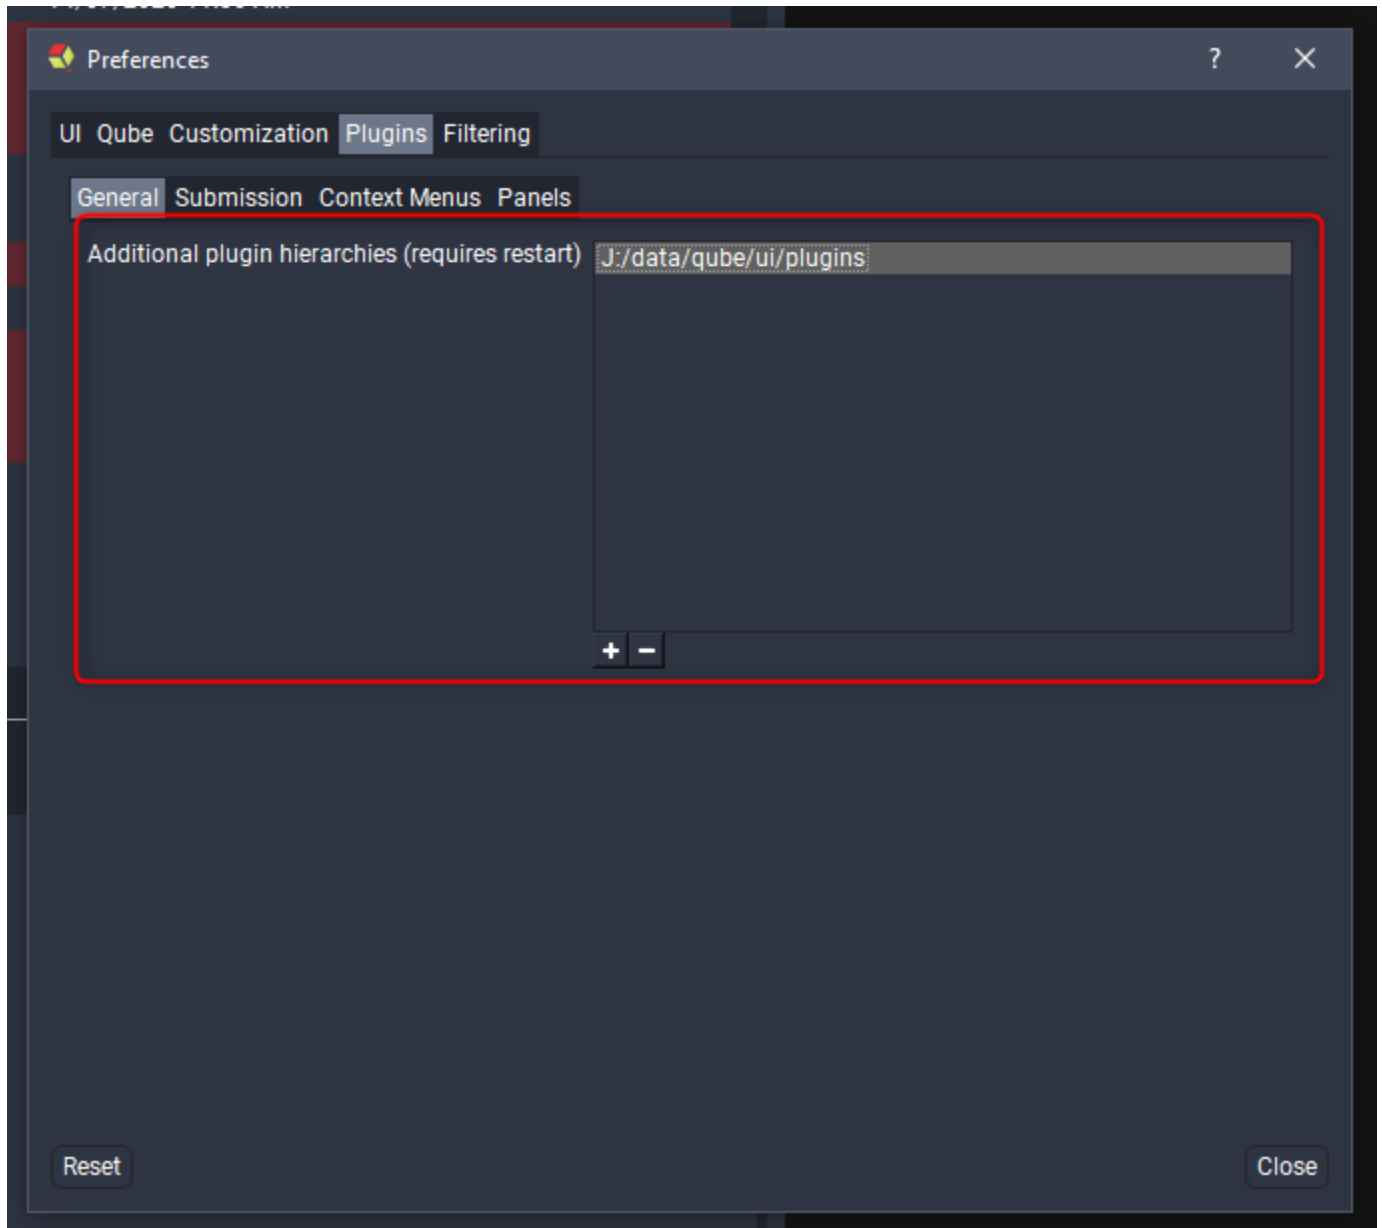 Preferences
?
UI Qube Customization Plugins Filtering
General Submission Context Menus Panels
Additional plugin hierarchies (requires restart)
J:/data/qube/ui/plugins
+ −
Reset
Close